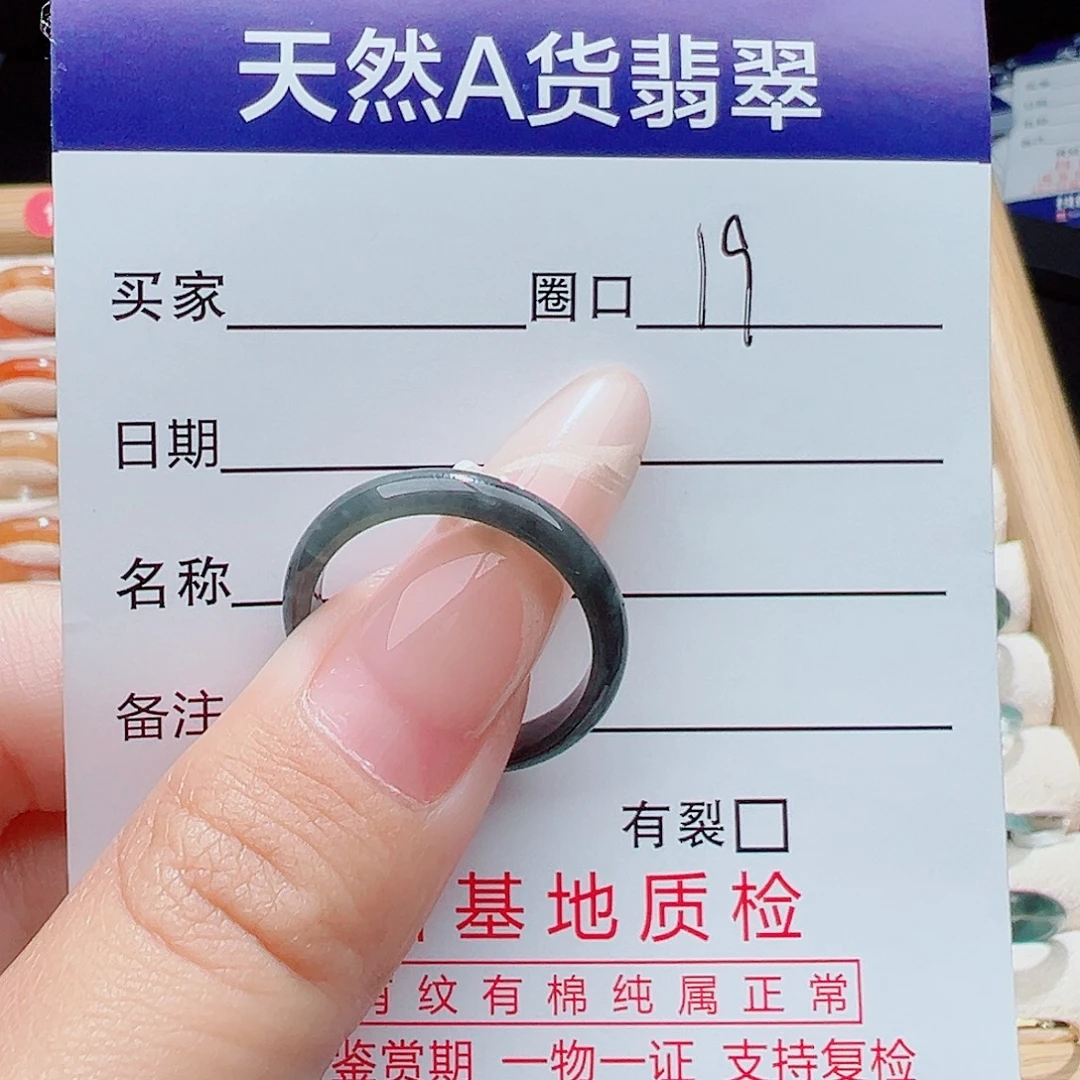 天然A货翡翠
买家 圈口 19
日期
名称
备注
有裂
基地质检
有纹有棉纯属正常
鉴赏期 一物一证 支持复检